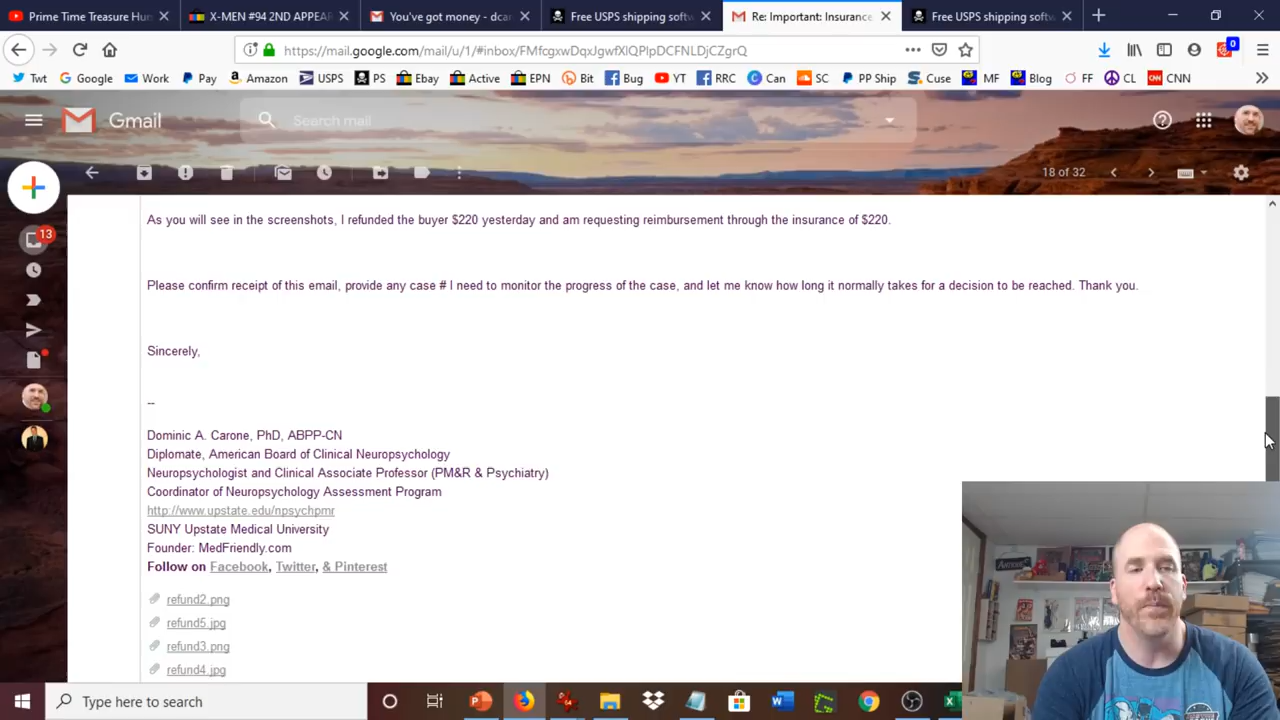 Prime Time Treasure Hun
X-MEN #94 2ND APPEAR
You've got money - dcar
Free USPS shipping softw
Re: Important: Insurance
Free USPS shipping softw
https://mail.google.com/mail/u/1/#inbox/FMfcgxwDqxJgwfXlQPlpDCFNLDjCZgrQ
0
Twt Google Work Pay Amazon USPS PS Ebay Active EPN Bit Bug YT RRC Can SC PP Ship Cuse MF Blog FF CL CNN
Gmail
Search mail
18 of 32
13
As you will see in the screenshots, I refunded the buyer $220 yesterday and am requesting reimbursement through the insurance of $220.
Please confirm receipt of this email, provide any case # I need to monitor the progress of the case, and let me know how long it normally takes for a decision to be reached. Thank you.
Sincerely,
--
Dominic A. Carone, PhD, ABPP-CN
Diplomate, American Board of Clinical Neuropsychology
Neuropsychologist and Clinical Associate Professor (PM&R & Psychiatry)
Coordinator of Neuropsychology Assessment Program
http://www.upstate.edu/npsychpmr
SUNY Upstate Medical University
Founder: MedFriendly.com
Follow on Facebook, Twitter, & Pinterest
refund2.png
refund5.jpg
refund3.png
refund4.jpg
Type here to search